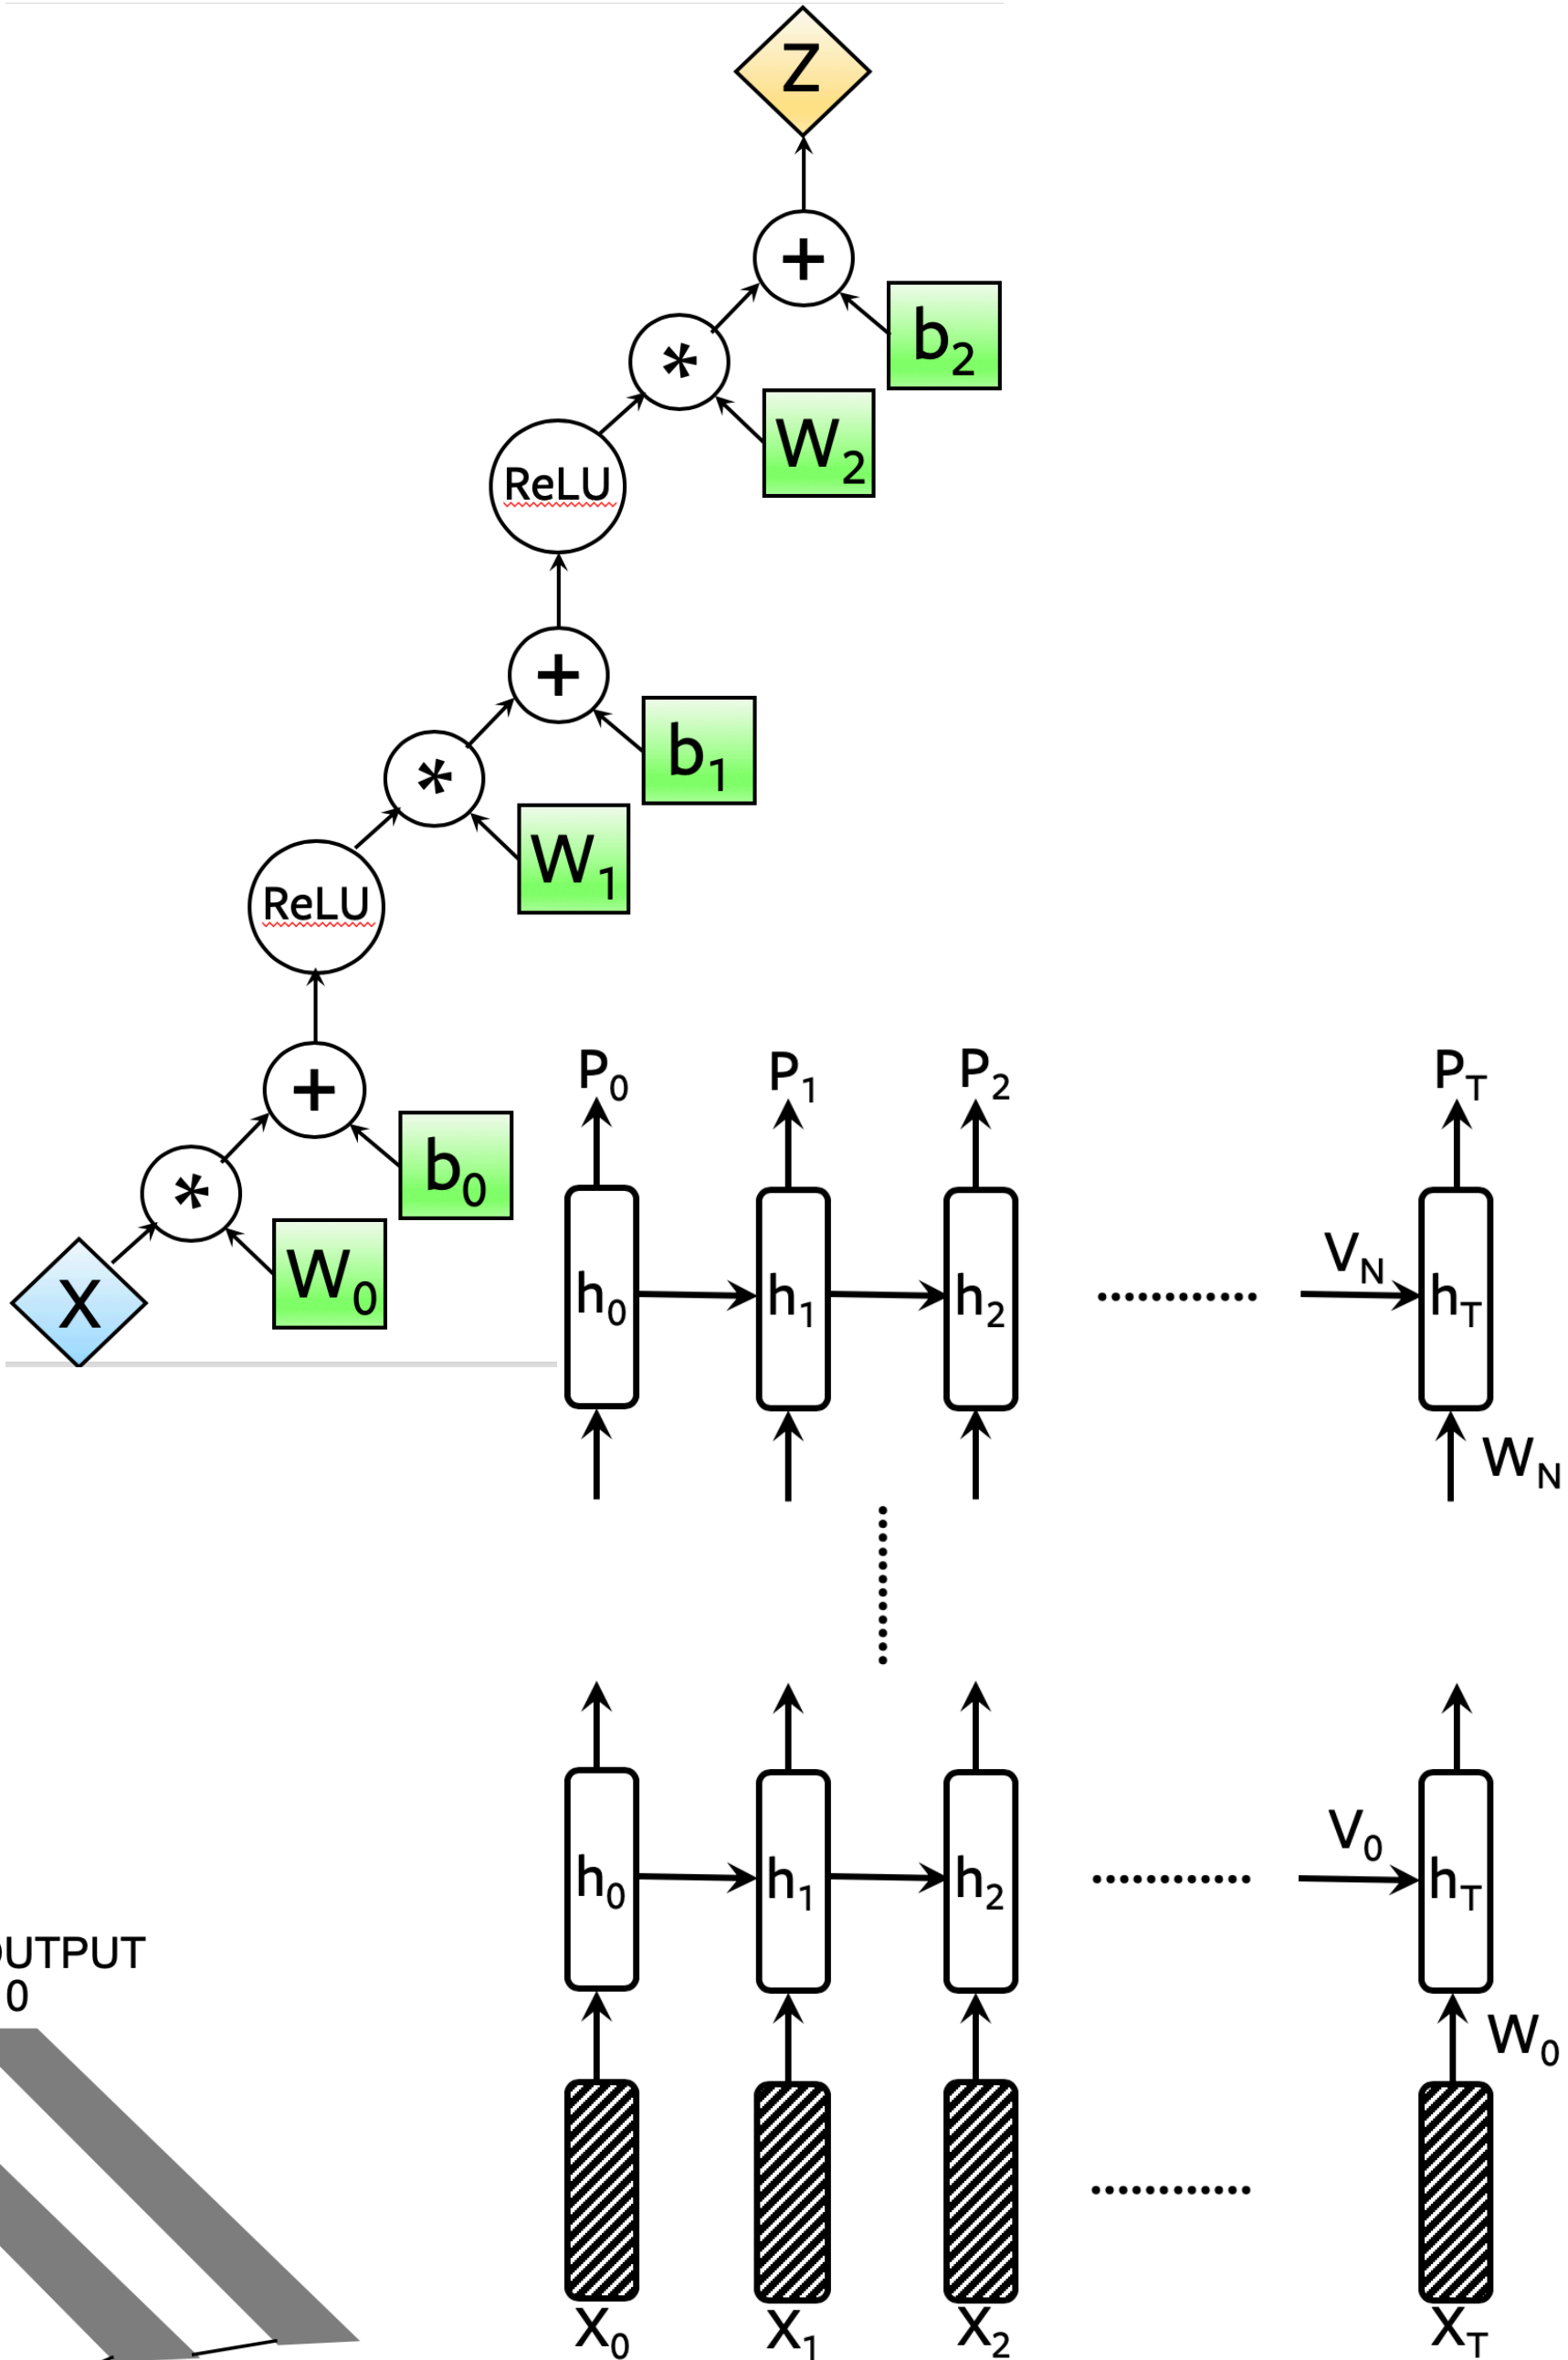 Z
+
b2
*
W2
ReLU
+
b1
*
W1
ReLU
+
b0
*
W0
X
P0 P1 P2 PT
h0 h1 h2 VN hT
WN
h0 h1 h2 V0 hT
W0
X0 X1 X2 XT
OUTPUT
0